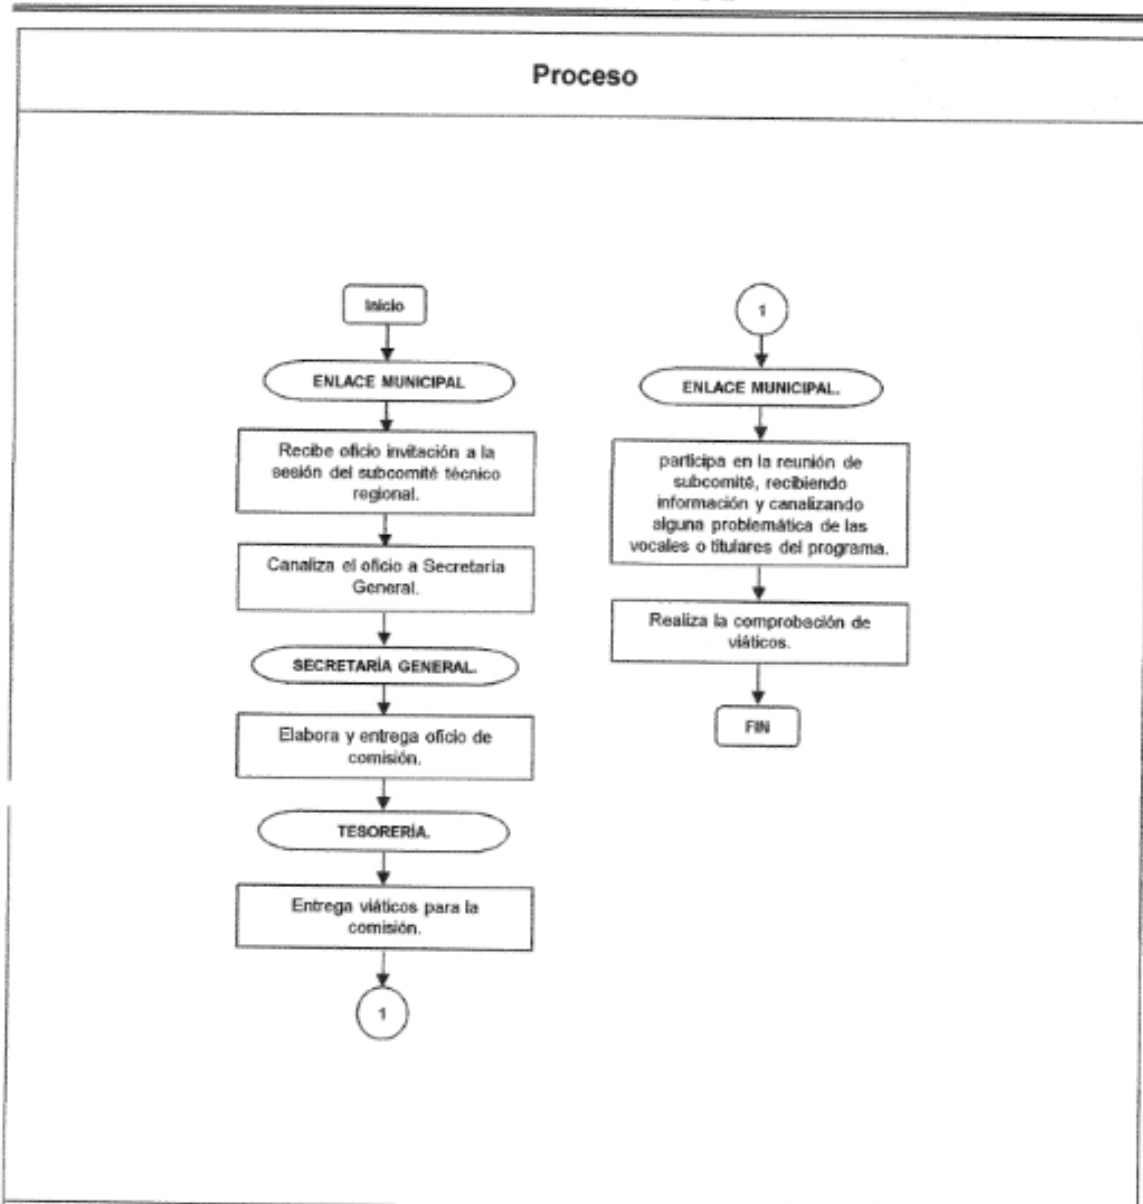 Proceso
Inicio
ENLACE MUNICIPAL
Recibe oficio invitación a la
sesión del subcomité técnico
regional.
Canaliza el oficio a Secretaria
General.
SECRETARÍA GENERAL.
Elabora y entrega oficio de
comisión.
TESORERÍA.
Entrega viáticos para la
comisión.
1
1
ENLACE MUNICIPAL.
participa en la reunión de
subcomité, recibiendo
información y canalizando
alguna problemática de las
vocales o titulares del programa.
Realiza la comprobación de
viáticos.
FIN